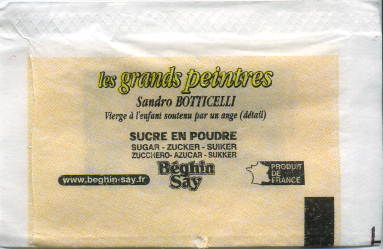 les grands peintres
Sandro BOTTICELLI
Vierge à l'enfant soutenu par un ange (détail)
SUCRE EN POUDRE
SUGAR - ZUCKER - SUIKER
ZUCCHERO- AZUCAR - SUKKER
Béghin
Say
www.beghin-say.fr
PRODUIT
DE
FRANCE